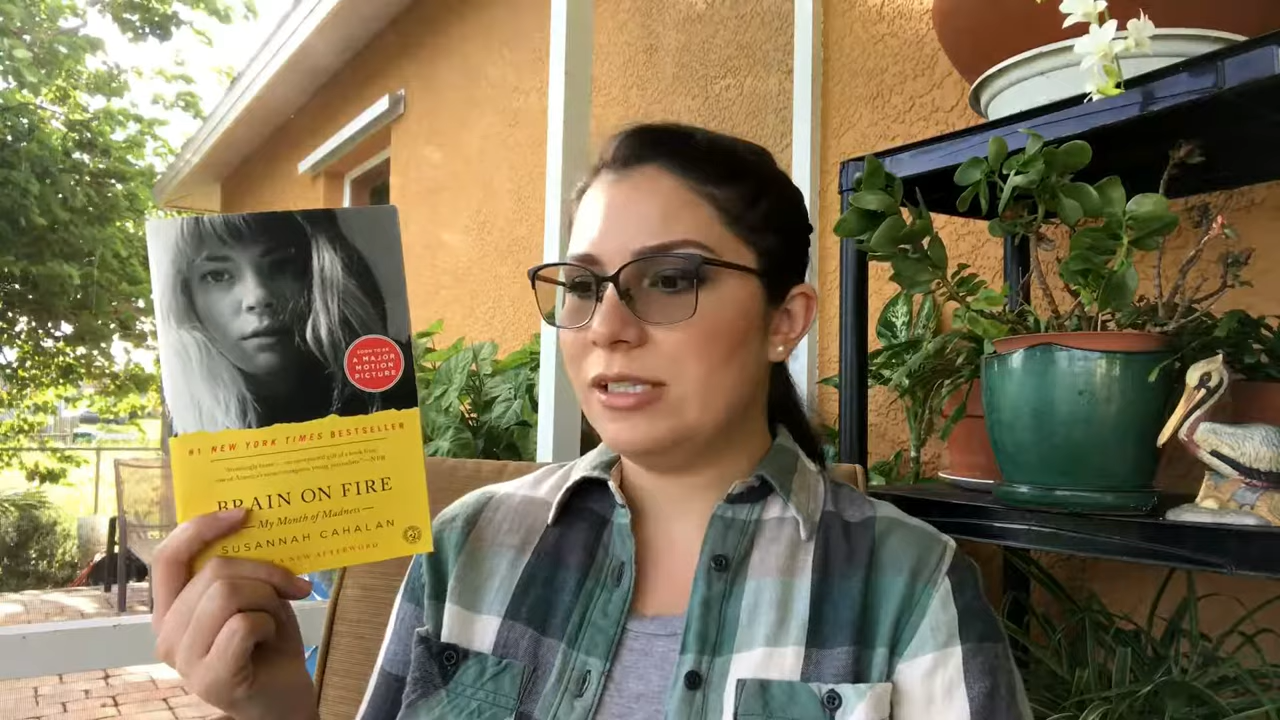 SOON TO BE
A MAJOR
MOTION
PICTURE
#1 NEW YORK TIMES BESTSELLER
BRAIN ON FIRE
—My Month of Madness—
SUSANNAH CAHALAN
NEW AFTERWORD